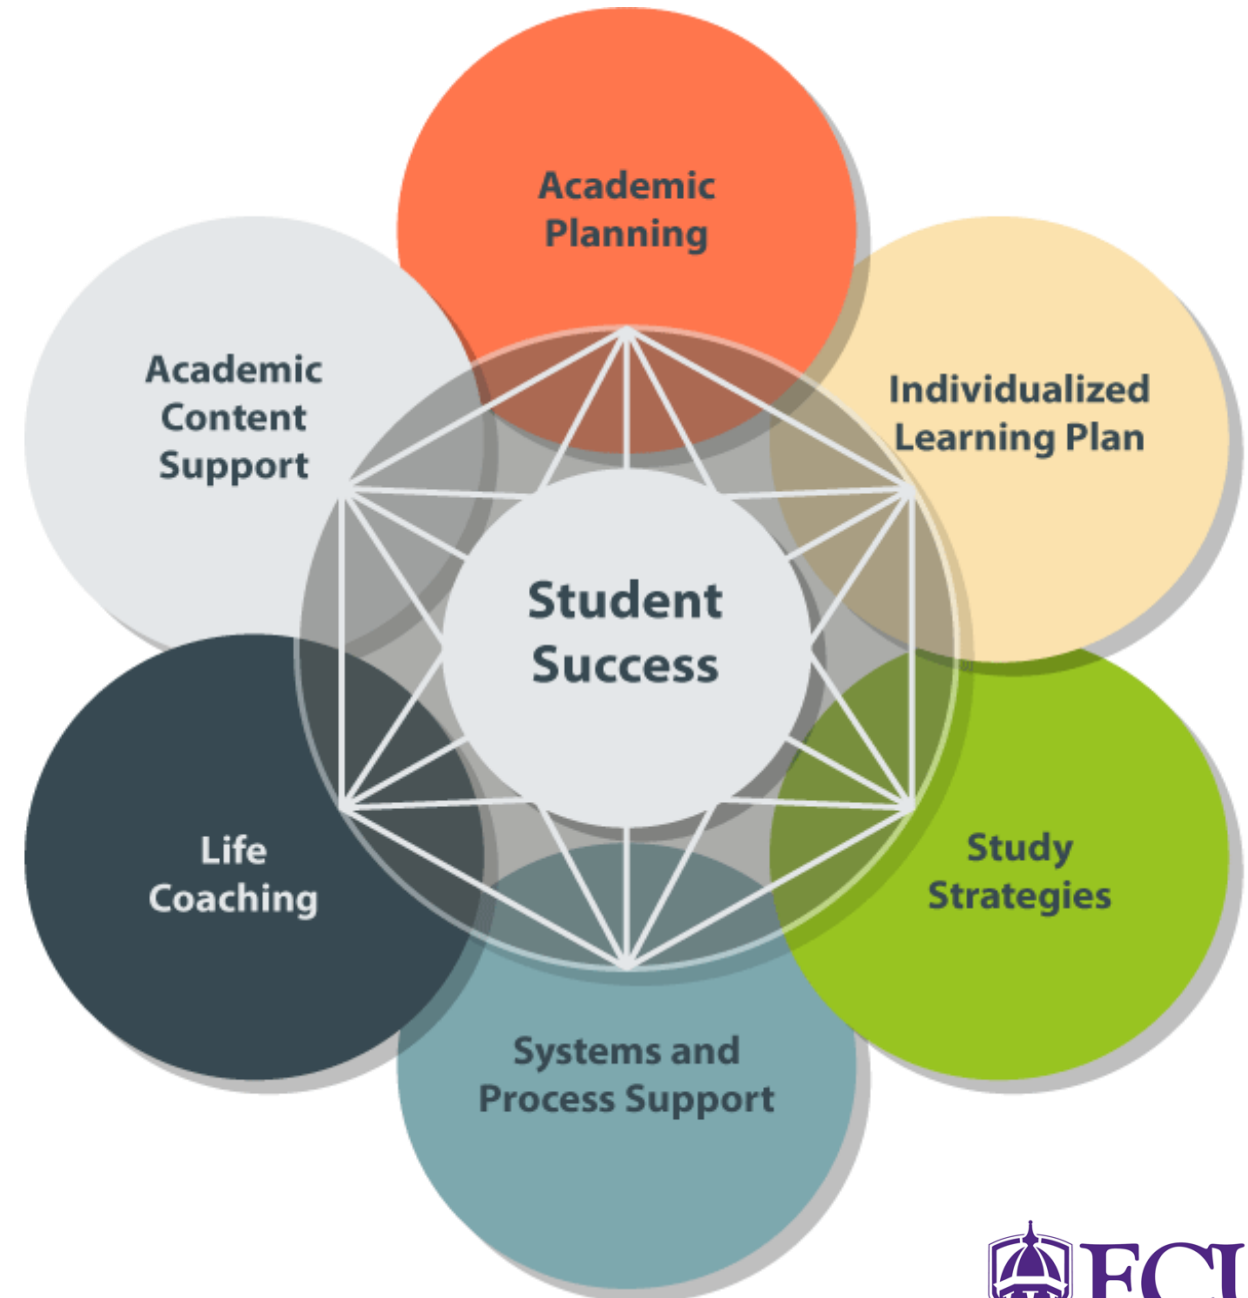 Academic
Planning
Academic
Content
Support
Individualized
Learning Plan
Student
Success
Life
Coaching
Study
Strategies
Systems and
Process Support